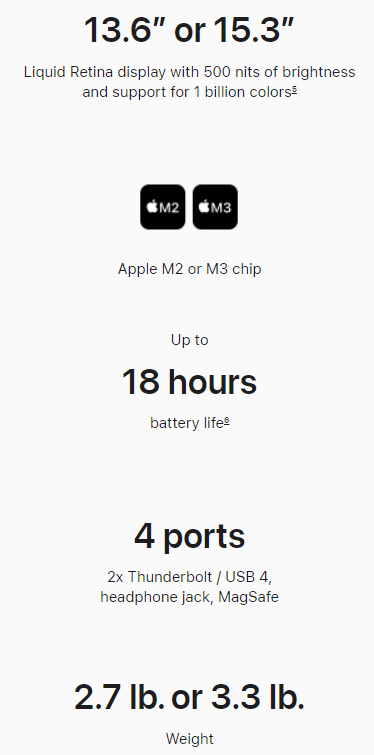 13.6” or 15.3”
Liquid Retina display with 500 nits of brightness
and support for 1 billion colors⁵
M2 M3
Apple M2 or M3 chip
Up to
18 hours
battery life⁶
4 ports
2x Thunderbolt / USB 4,
headphone jack, MagSafe
2.7 lb. or 3.3 lb.
Weight